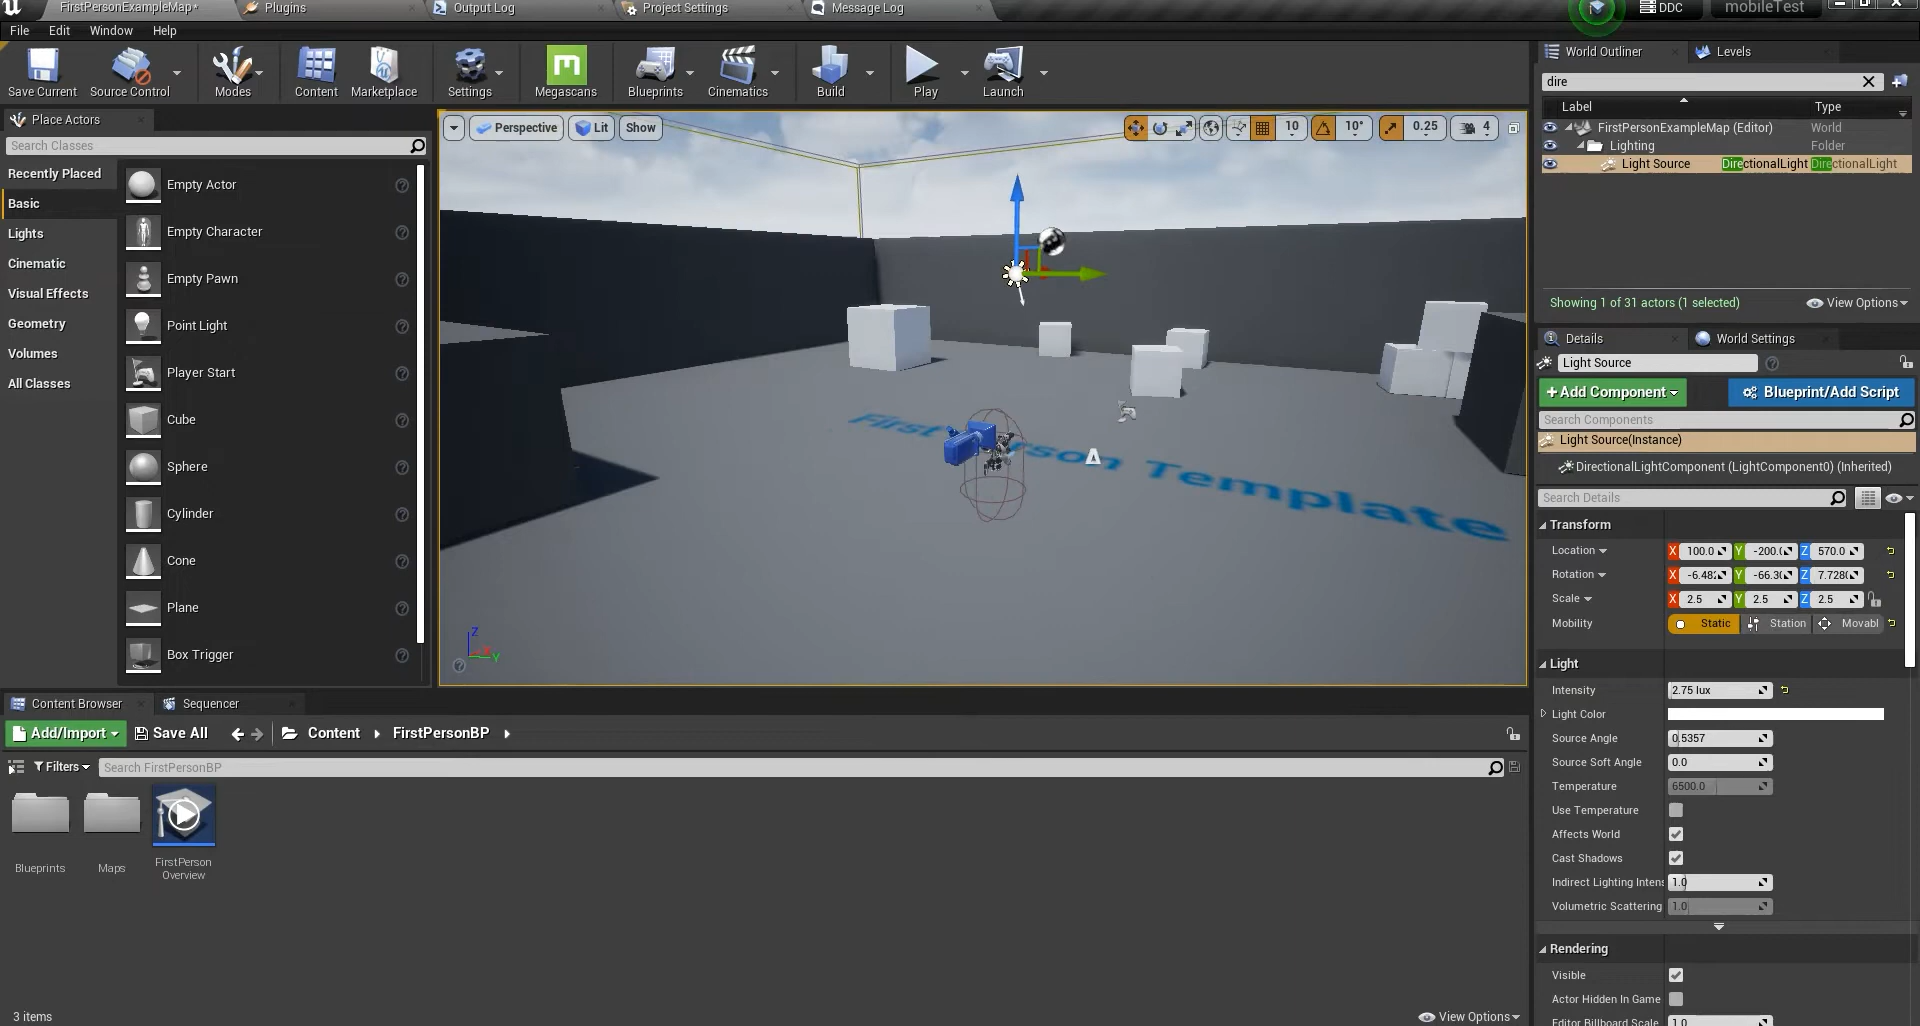 FirstPersonExampleMap*
Plugins
Output Log
Project Settings
Message Log
DDC
mobileTest
File Edit Window Help
Save Current
Source Control
Modes
Content
Marketplace
Settings
Megascans
Blueprints
Cinematics
Build
Play
Launch
World Outliner
Levels
dire
Label Type
FirstPersonExampleMap (Editor) World
Lighting Folder
Light Source DirectionalLight DirectionalLight
Showing 1 of 31 actors (1 selected)
View Options
Place Actors
Search Classes
Recently Placed
Basic
Lights
Cinematic
Visual Effects
Geometry
Volumes
All Classes
Empty Actor
Empty Character
Empty Pawn
Point Light
Player Start
Cube
Sphere
Cylinder
Cone
Plane
Box Trigger
Perspective
Lit
Show
10
10°
0.25
4
First Person Template
Z
X
Y
Details
World Settings
Light Source
+Add Component
Blueprint/Add Script
Search Components
Light Source(Instance)
DirectionalLightComponent (LightComponent0) (Inherited)
Search Details
Transform
Location X 100.0 Y -200.( Z 570.0
Rotation X -6.48 Y -66.3( Z 7.728(
Scale X 2.5 Y 2.5 Z 2.5
Mobility Static Station Movabl
Light
Intensity 2.75 lux
Light Color
Source Angle 0.5357
Source Soft Angle 0.0
Temperature 6500.0
Use Temperature
Affects World
Cast Shadows
Indirect Lighting Intens 1.0
Volumetric Scattering 1.0
Rendering
Visible
Actor Hidden In Game
Editor Billboard Scale 1.0
Content Browser
Sequencer
Add/Import
Save All
Content
FirstPersonBP
Filters
Search FirstPersonBP
Blueprints
Maps
FirstPerson
Overview
3 items
View Options